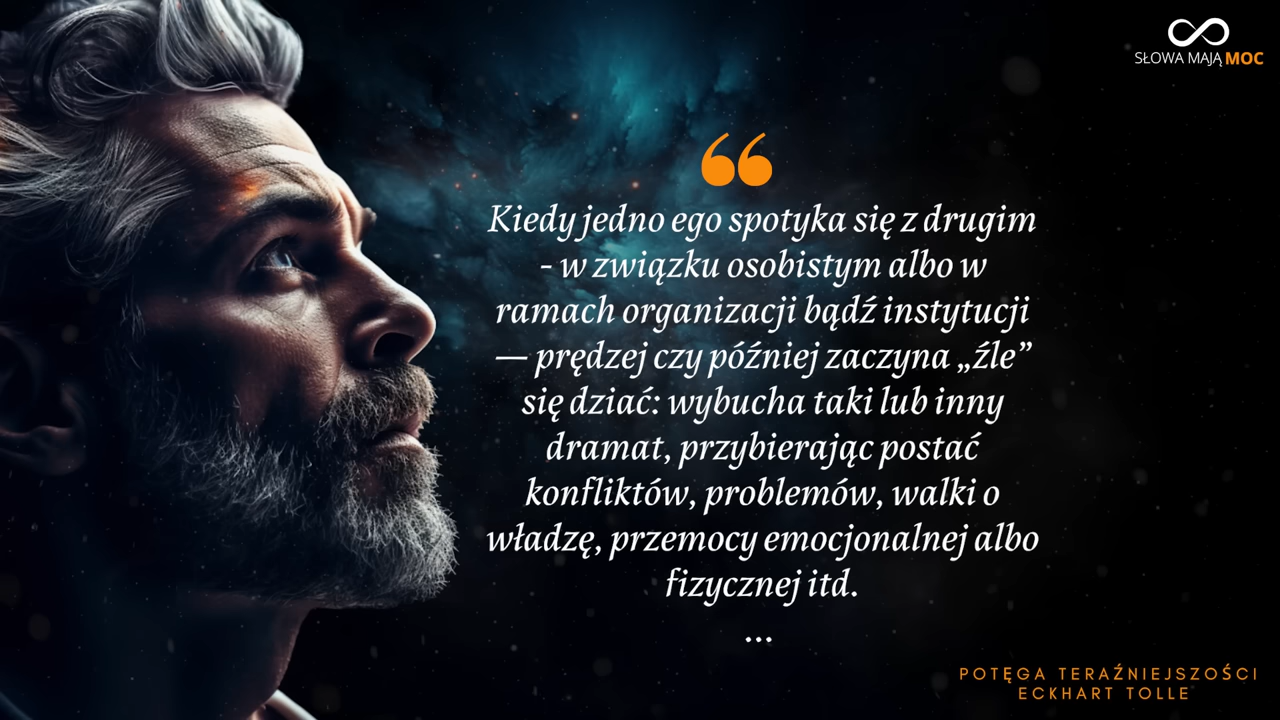 SŁOWA MAJĄ MOC
Kiedy jedno ego spotyka się z drugim
- w związku osobistym albo w
ramach organizacji bądź instytucji
— prędzej czy później zaczyna „źle”
się dziać: wybucha taki lub inny
dramat, przybierając postać
konfliktów, problemów, walki o
władzę, przemocy emocjonalnej albo
fizycznej itd.
...
POTĘGA TERAŹNIEJSZOŚCI
ECKHART TOLLE